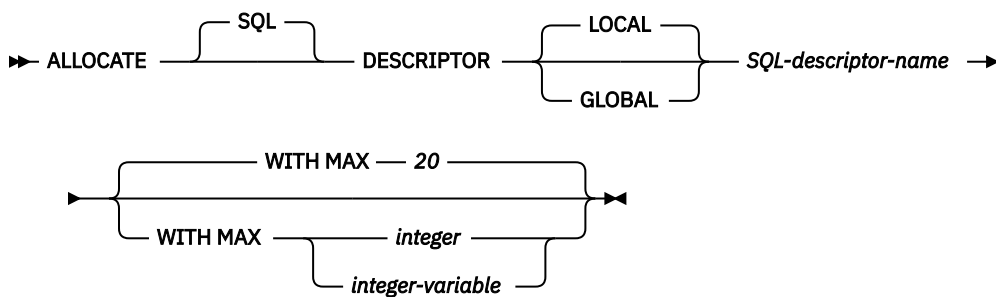 SQL
LOCAL
ALLOCATE DESCRIPTOR SQL-descriptor-name
GLOBAL
WITH MAX 20
WITH MAX integer
integer-variable